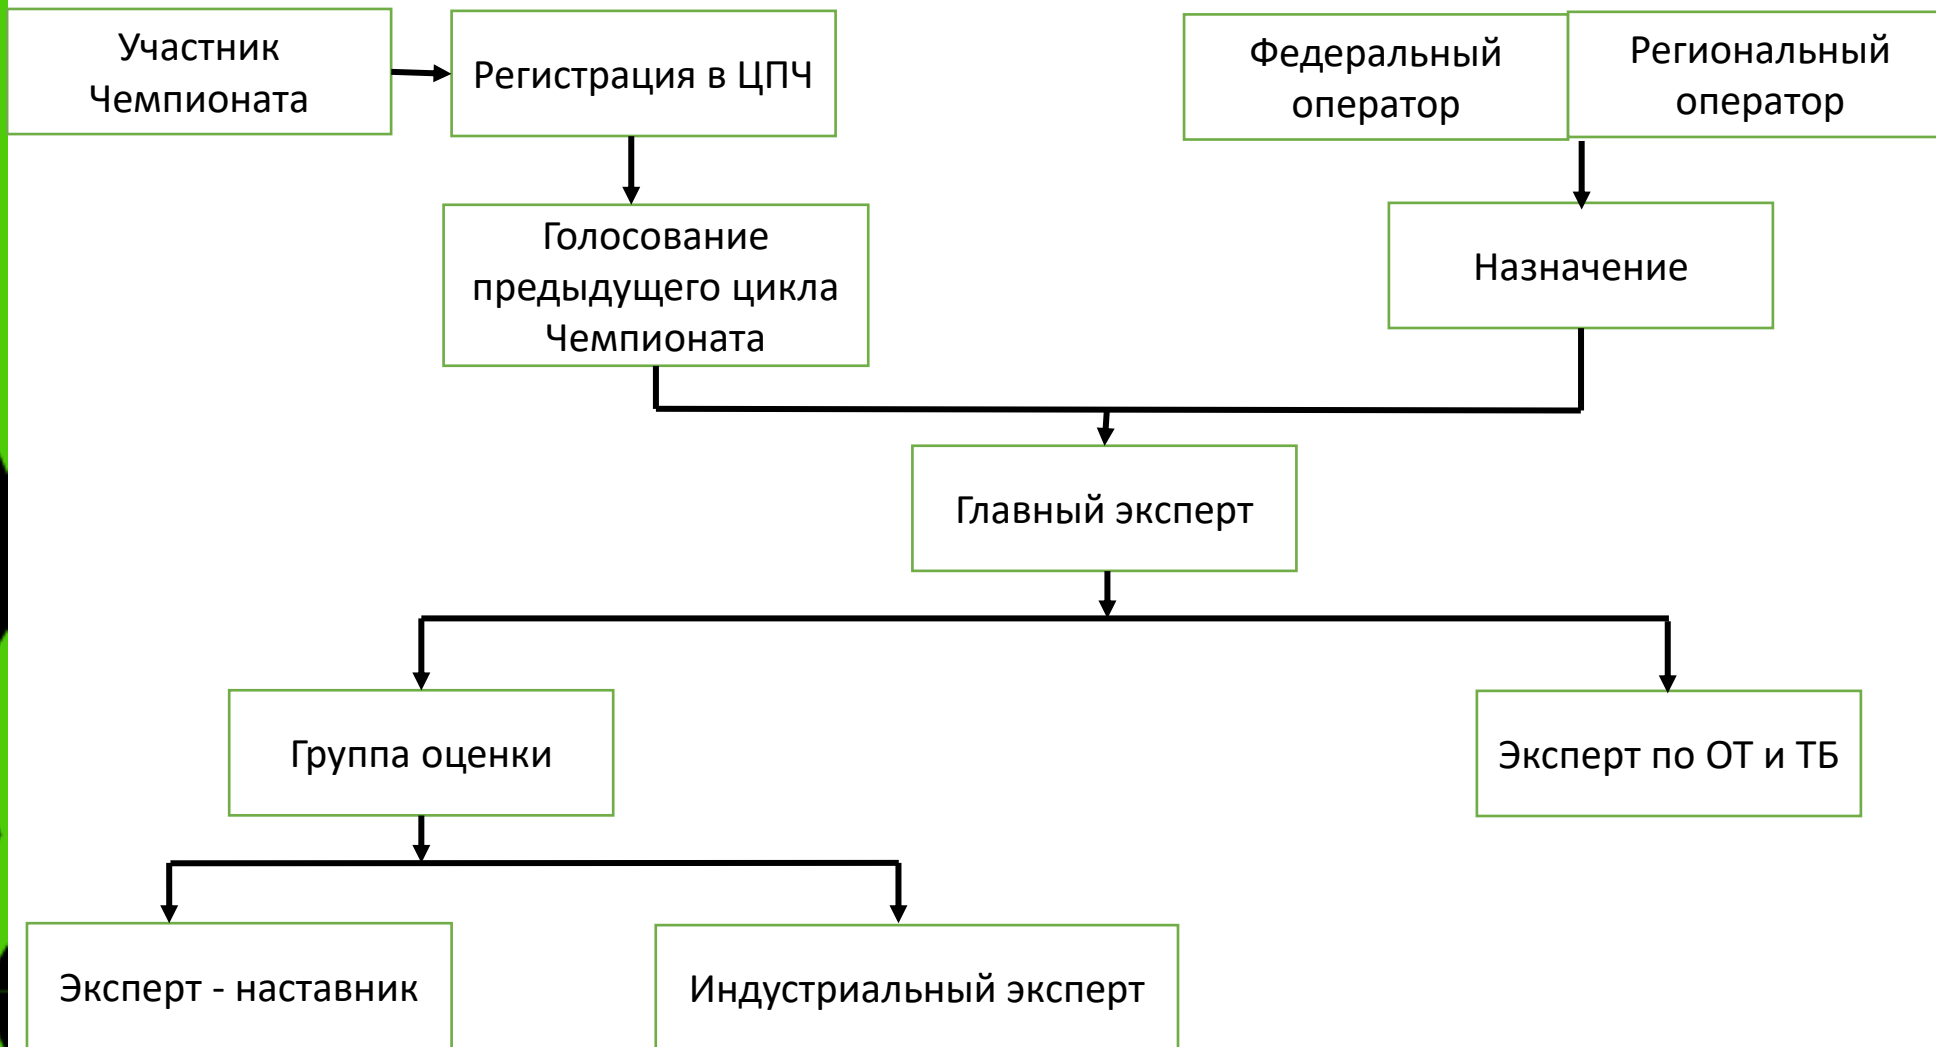 Участник
Чемпионата
Регистрация в ЦПЧ
Федеральный
оператор
Региональный
оператор
Голосование
предыдущего цикла
Чемпионата
Назначение
Главный эксперт
Группа оценки
Эксперт по ОТ и ТБ
Эксперт - наставник
Индустриальный эксперт